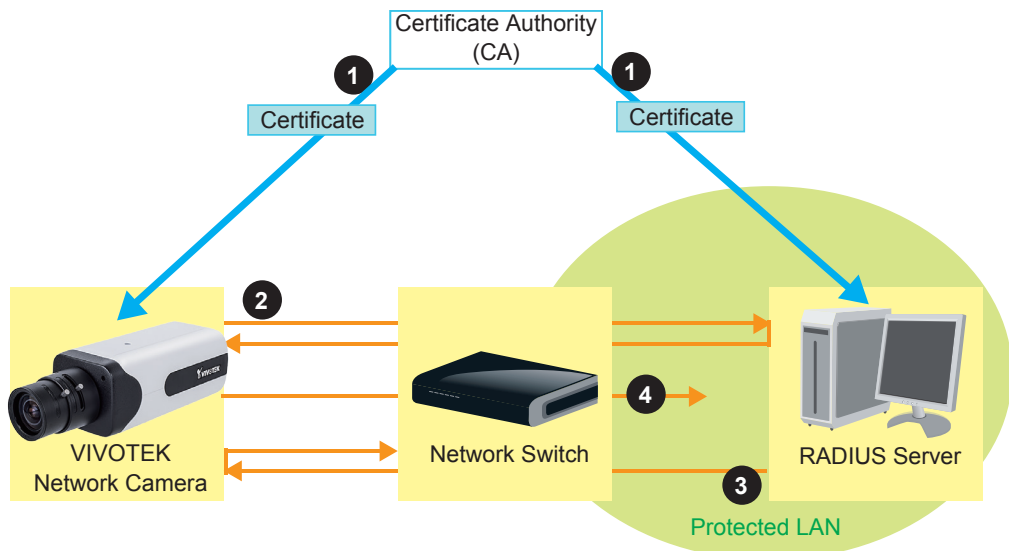 Certificate Authority
(CA)
1
1
Certificate
Certificate
2
VIVOTEK
4
VIVOTEK
Network Camera
Network Switch
RADIUS Server
3
Protected LAN